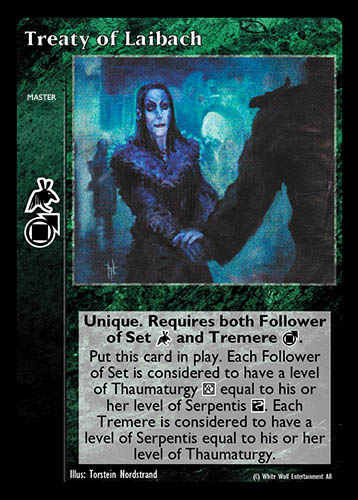 Treaty of Laibach
MASTER
Unique. Requires both Follower
of Set and Tremere .
Put this card in play. Each Follower
of Set is considered to have a level
of Thaumaturgy equal to his or
her level of Serpentis . Each
Tremere is considered to have a
level of Serpentis equal to his or her
level of Thaumaturgy.
Illus: Torstein Nordstrand
(C) White Wolf Entertainment AB